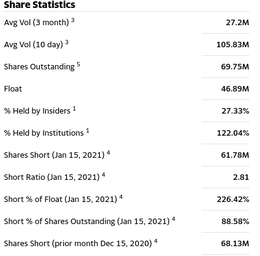 Share Statistics
Avg Vol (3 month) 3 27.2M
Avg Vol (10 day) 3 105.83M
Shares Outstanding 5 69.75M
Float 46.89M
% Held by Insiders 1 27.33%
% Held by Institutions 1 122.04%
Shares Short (Jan 15, 2021) 4 61.78M
Short Ratio (Jan 15, 2021) 4 2.81
Short % of Float (Jan 15, 2021) 4 226.42%
Short % of Shares Outstanding (Jan 15, 2021) 4 88.58%
Shares Short (prior month Dec 15, 2020) 4 68.13M